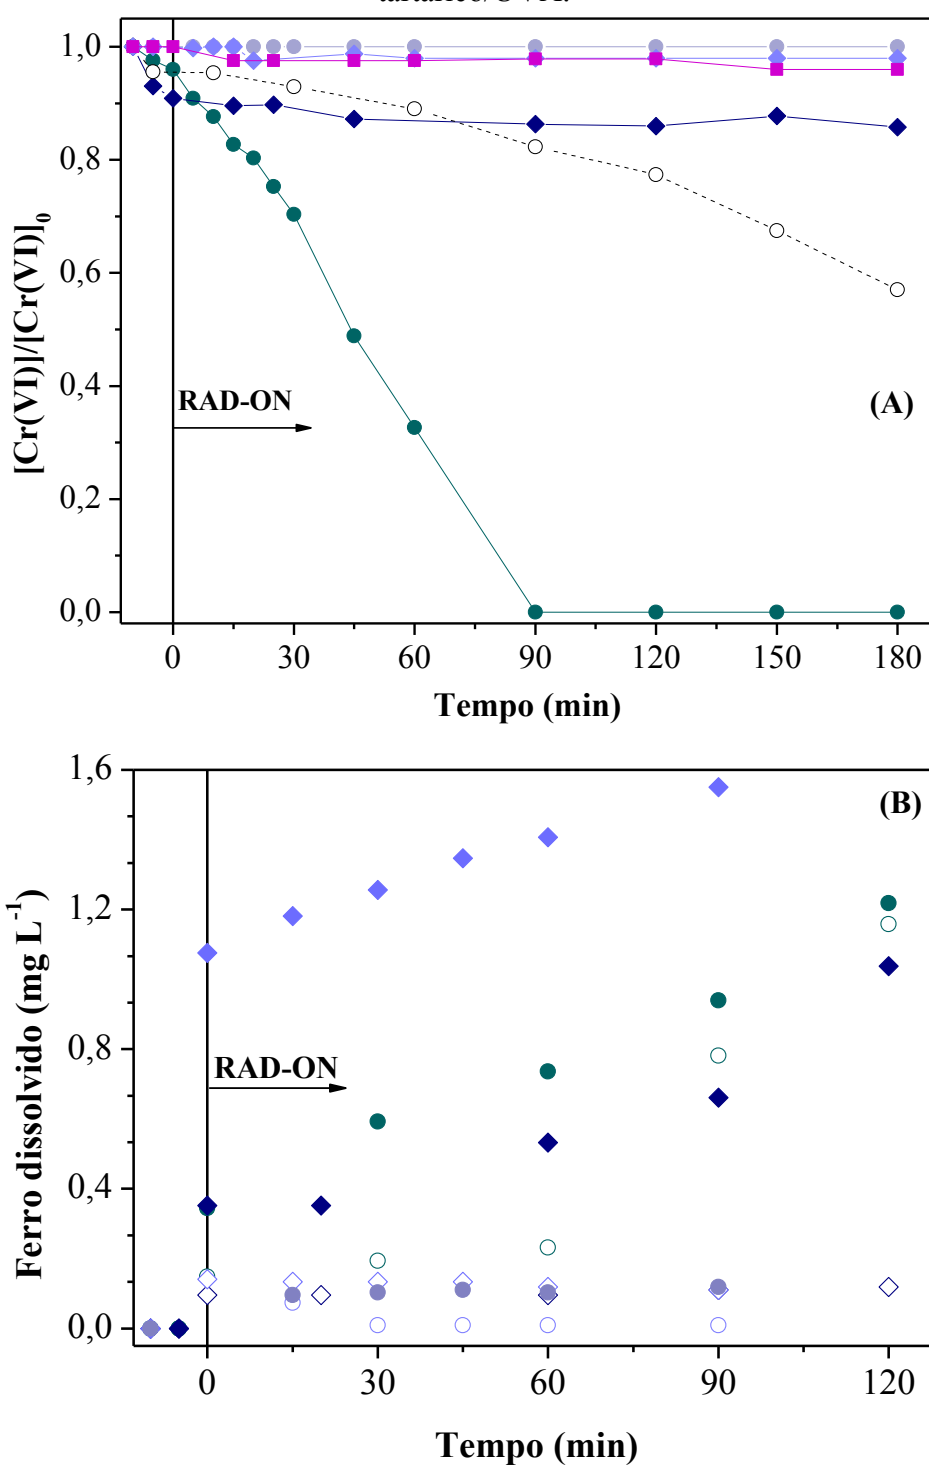 1,0
0,8
0,6
0,4
0,2
0,0
[Cr(VI)]/[Cr(VI)]₀
RAD-ON
(A)
0 30 60 90 120 150 180
Tempo (min)
1,6
1,2
0,8
0,4
0,0
Ferro dissolvido (mg L⁻¹)
(B)
RAD-ON
0 30 60 90 120
Tempo (min)